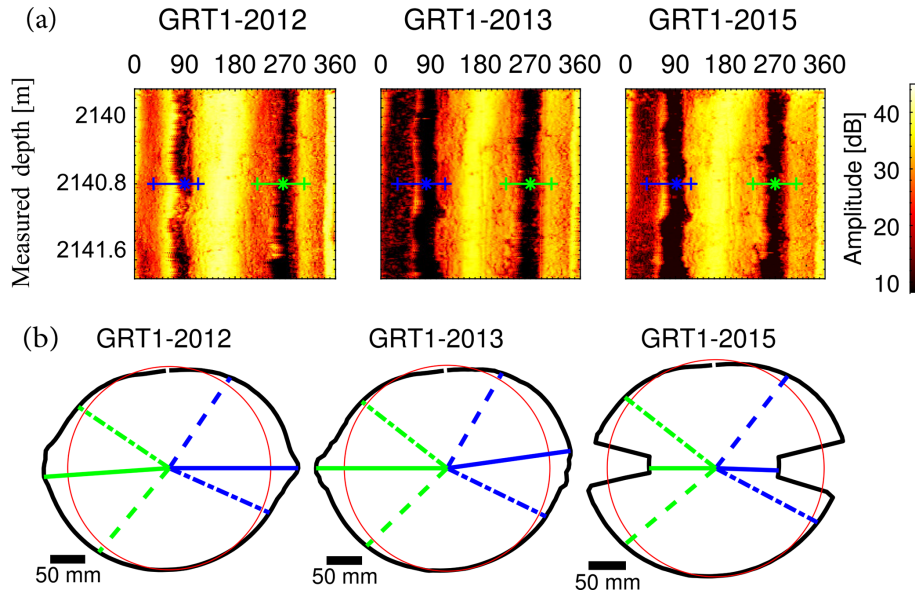 (a) GRT1-2012 GRT1-2013 GRT1-2015
0 90 180 270 360 0 90 180 270 360 0 90 180 270 360
Measured depth [m]
2140
2140.8
2141.6
Amplitude [dB]
40
30
20
10
(b) GRT1-2012 GRT1-2013 GRT1-2015
50 mm 50 mm 50 mm